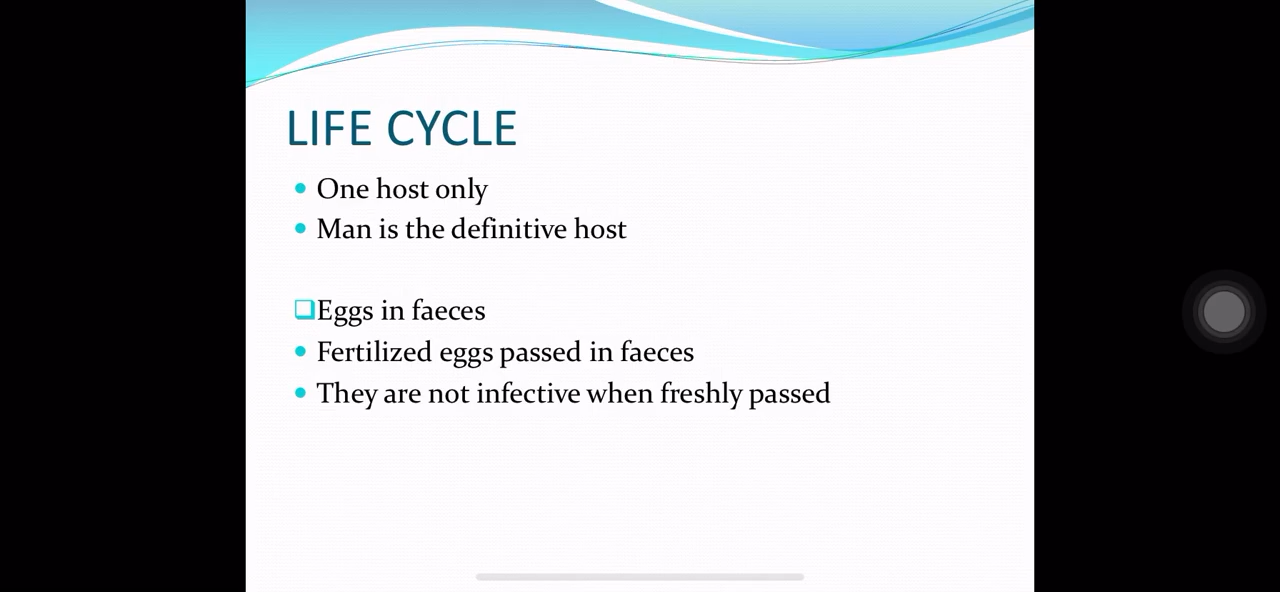 LIFE CYCLE
One host only
Man is the definitive host
Eggs in faeces
Fertilized eggs passed in faeces
They are not infective when freshly passed